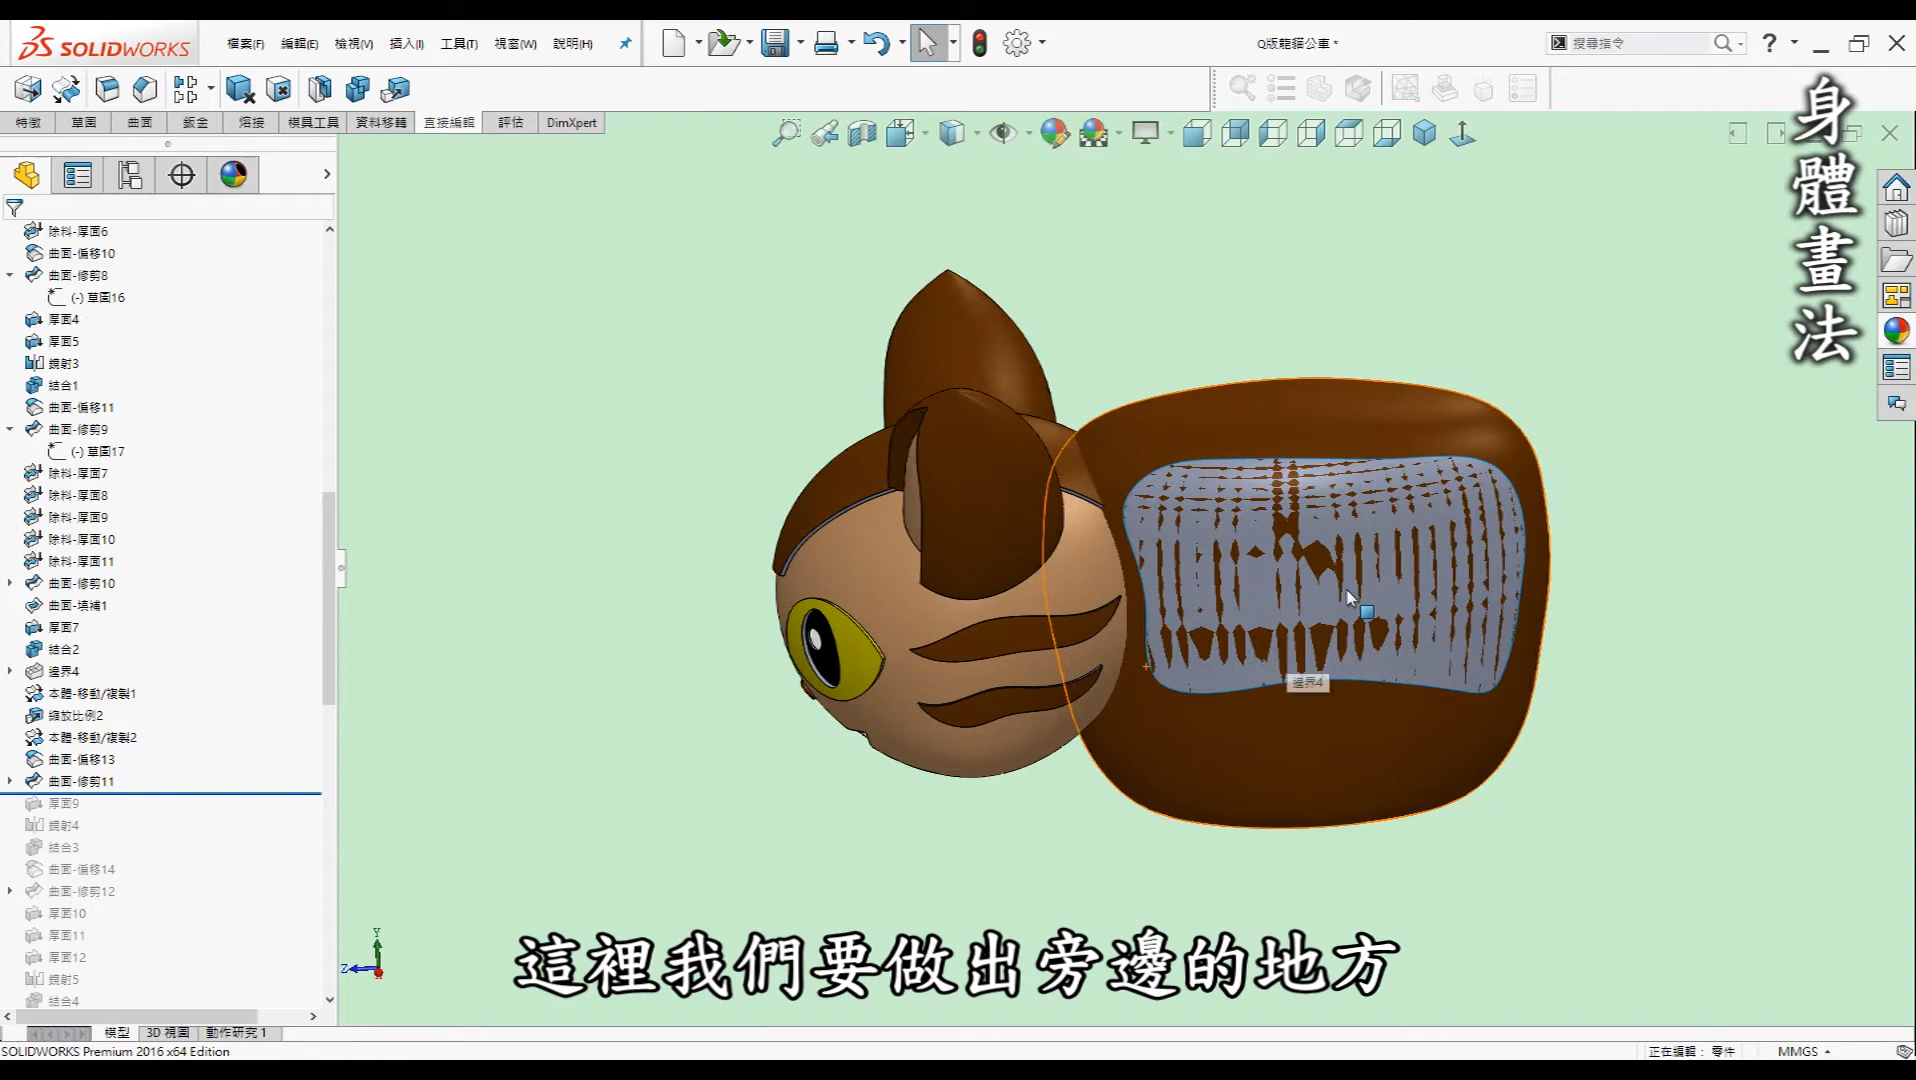 SOLIDWORKS
檔案(F) 編輯(E) 檢視(V) 插入(I) 工具(T) 視窗(W) 說明(H)
Q版龍貓公車 *
搜尋指令
特徵 草圖 曲面 鈑金 熔接 模具工具 資料移轉 直接編輯 評估 DimXpert
身體畫法
除料-厚面6
曲面-偏移10
曲面-修剪8
(-) 草圖16
厚面4
厚面5
鏡射3
結合1
曲面-偏移11
曲面-修剪9
(-) 草圖17
除料-厚面7
除料-厚面8
除料-厚面9
除料-厚面10
除料-厚面11
曲面-修剪10
曲面-填補1
厚面7
結合2
邊界4
本體-移動/複製1
縮放比例2
本體-移動/複製2
曲面-偏移13
曲面-修剪11
厚面9
鏡射4
結合3
曲面-偏移14
曲面-修剪12
厚面10
厚面11
厚面12
鏡射5
結合4
邊界4
Y
Z
這裡我們要做出旁邊的地方
模型 3D 視圖 動作研究 1
SOLIDWORKS Premium 2016 x64 Edition
正在編輯： 零件 MMGS